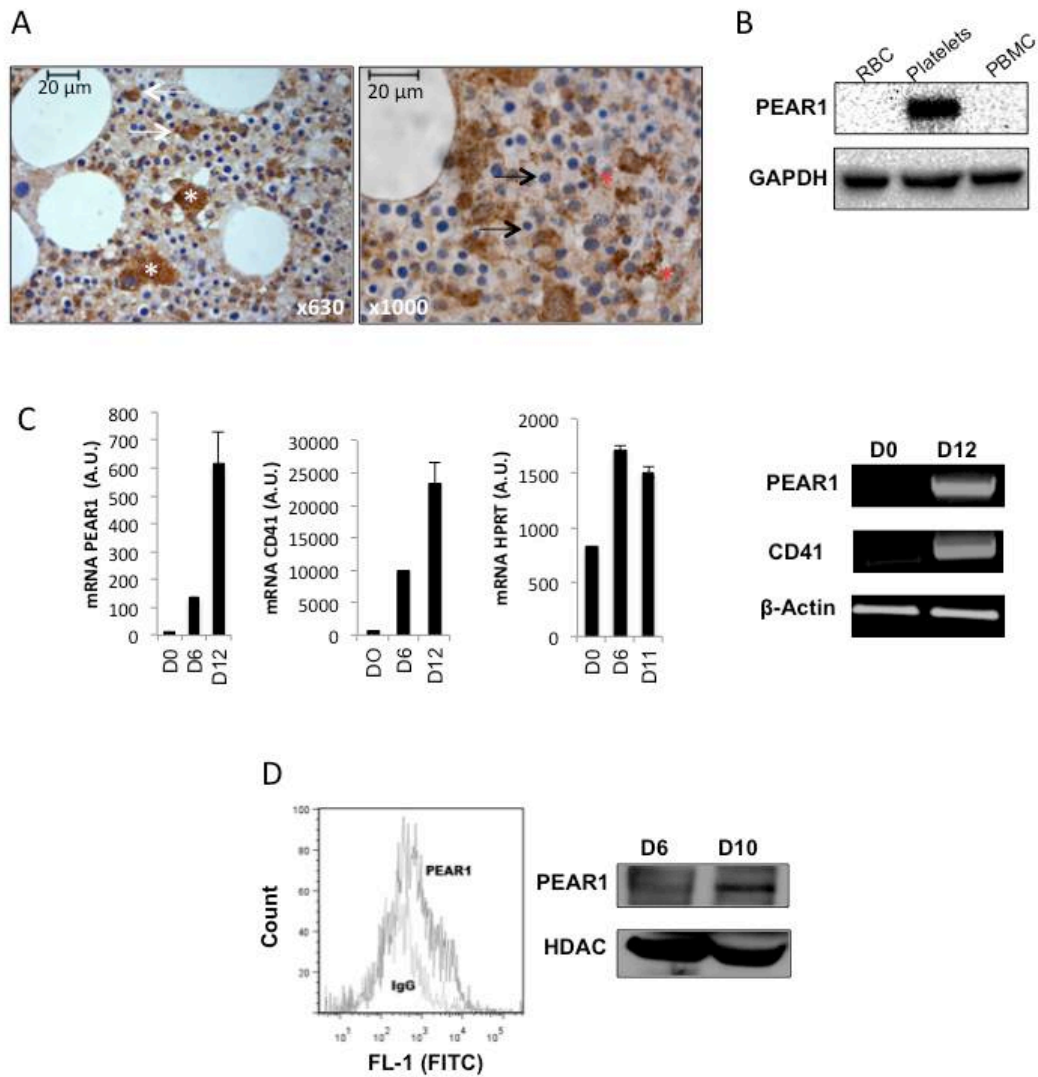 A
20 µm
*
*
x630
20 µm
*
*
x1000
B
RBC Platelets PBMC
PEAR1
GAPDH
C
mRNA PEAR1 (A.U.)
800
700
600
500
400
300
200
100
0
D0 D6 D12
mRNA CD41 (A.U.)
30000
25000
20000
15000
10000
5000
0
DO D6 D12
mRNA HPRT (A.U.)
2000
1500
1000
500
0
D0 D6 D11
D0 D12
PEAR1
CD41
β-Actin
D
Count
100
80
60
40
20
PEAR1
IgG
10¹ 10² 10³ 10⁴ 10⁵
FL-1 (FITC)
D6 D10
PEAR1
HDAC